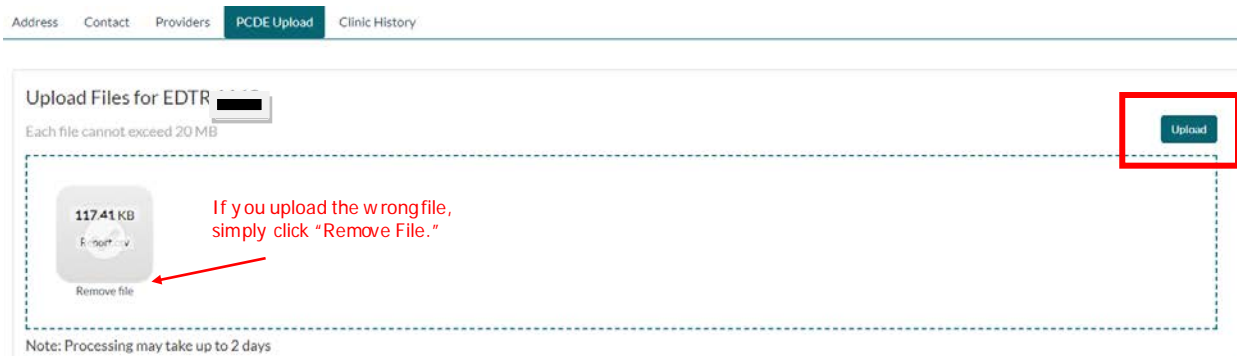 Address Contact Providers PCDE Upload Clinic History
Upload Files for EDTR
Each file cannot exceed 20 MB
Upload
117.41 KB
If you upload the wrong file,
simply click “Remove File.”
Remove file
Note: Processing may take up to 2 days